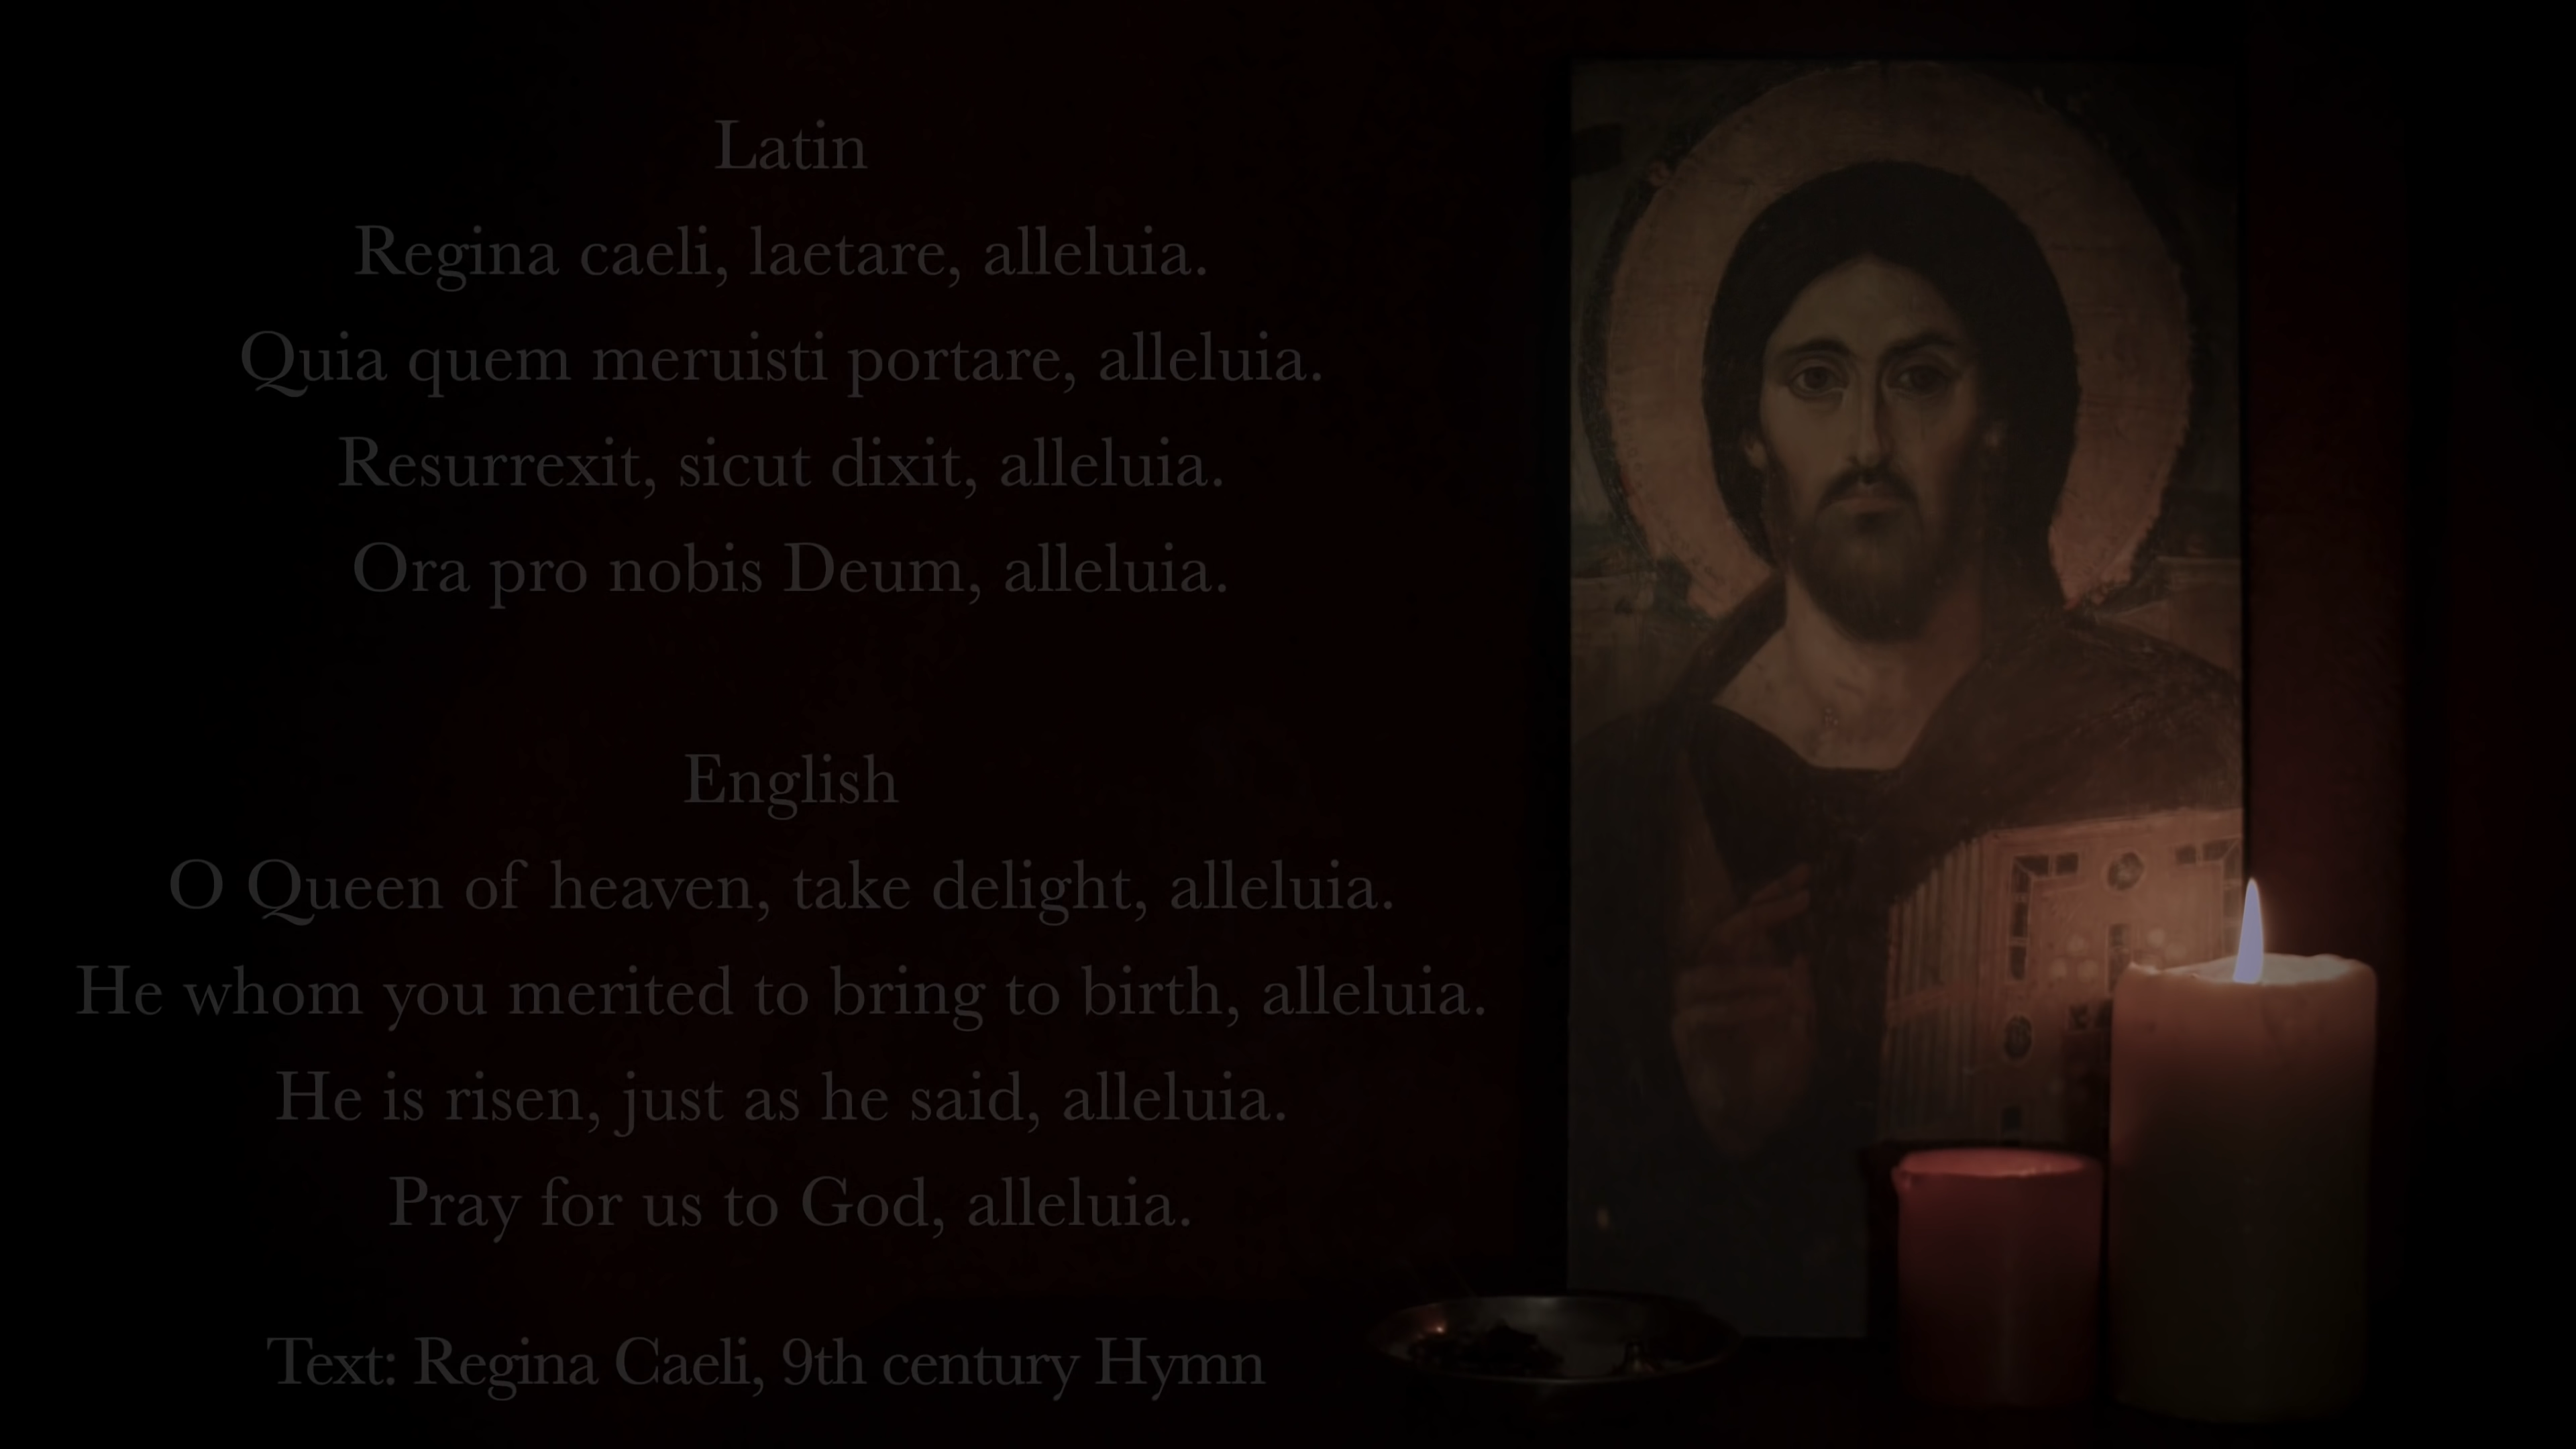 Latin
Regina caeli, laetare, alleluia.
Quia quem meruisti portare, alleluia.
Resurrexit, sicut dixit, alleluia.
Ora pro nobis Deum, alleluia.
English
O Queen of heaven, take delight, alleluia.
He whom you merited to bring to birth, alleluia.
He is risen, just as he said, alleluia.
Pray for us to God, alleluia.
Text: Regina Caeli, 9th century Hymn